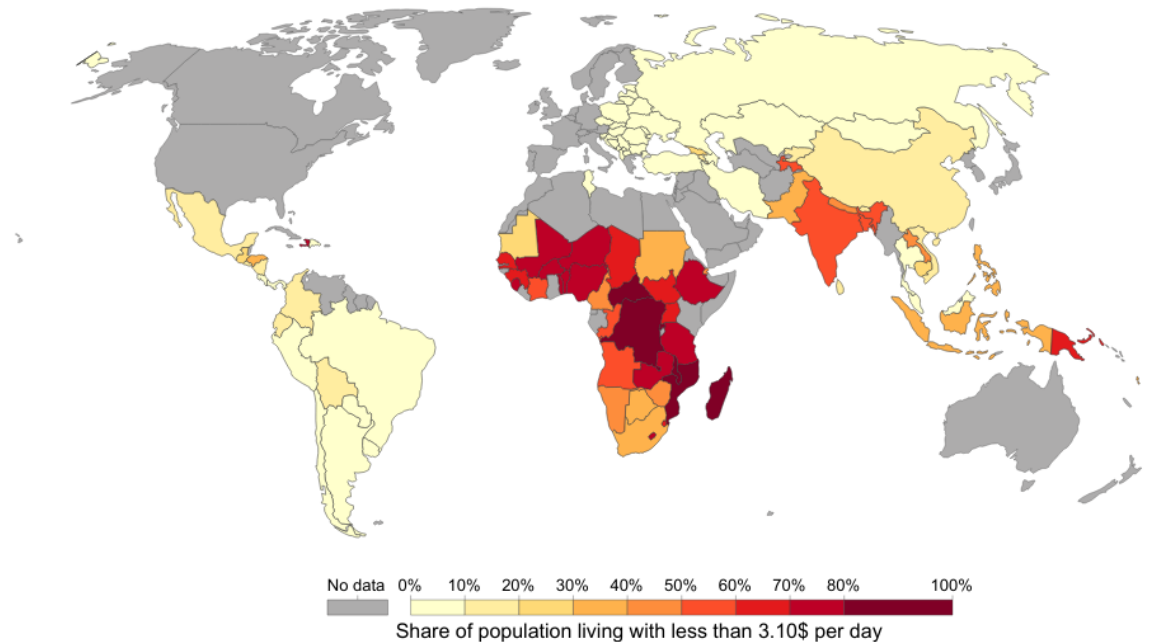 No data 0% 10% 20% 30% 40% 50% 60% 70% 80% 100%
Share of population living with less than 3.10$ per day